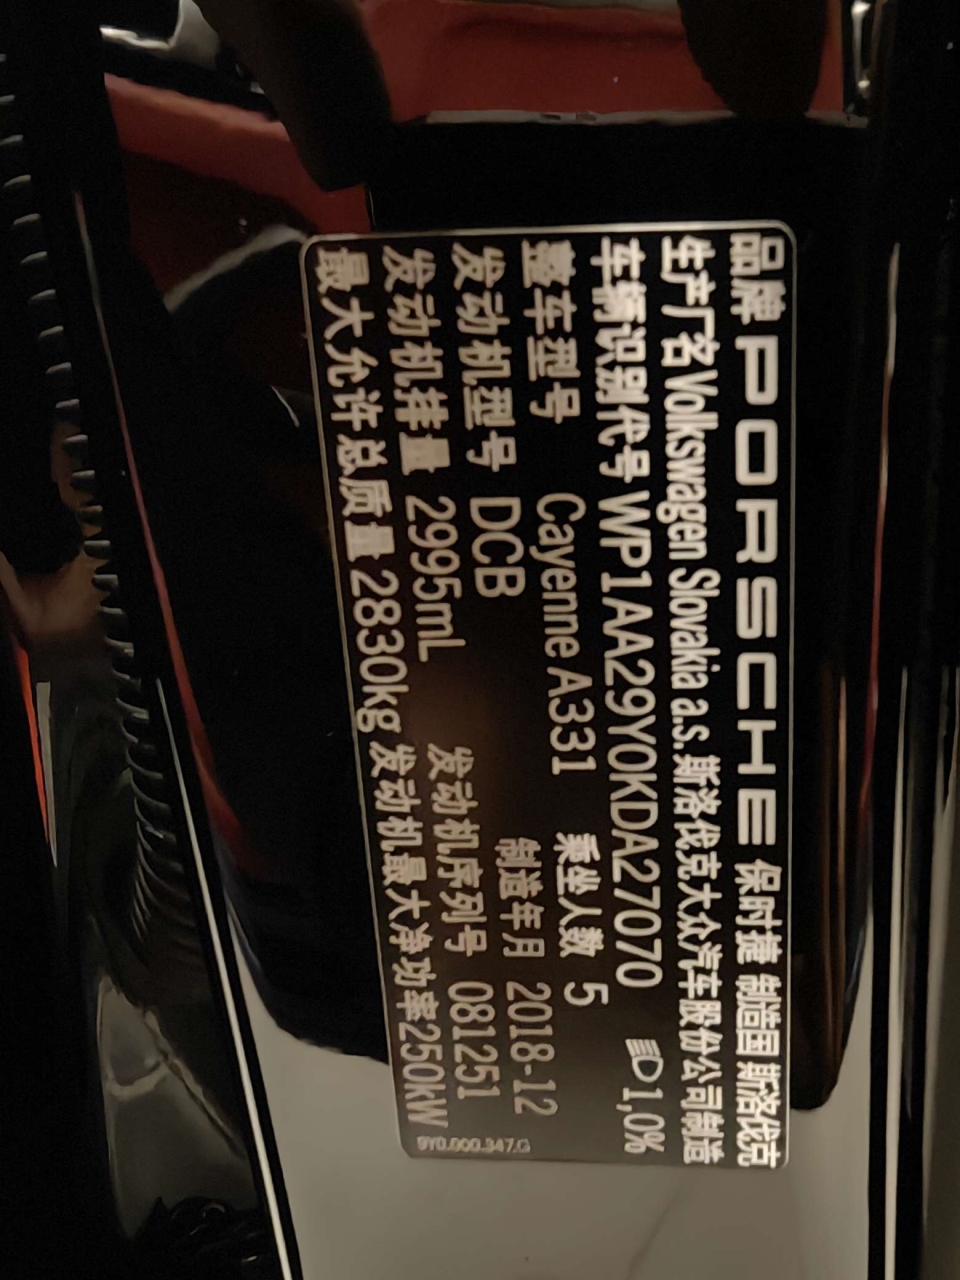 品牌 PORSCHE 保时捷 制造国 斯洛伐克
生产厂名 Volkswagen Slovakia a.s. 斯洛伐克大众汽车股份公司制造
车辆识别代号 WP1AA29Y0KDA27070 1,0%
整车型号 Cayenne A331 乘坐人数 5
发动机型号 DCB 制造年月 2018-12
发动机排量 2995mL 发动机序列号 081251
最大允许总质量 2830kg 发动机最大净功率250kW
9Y0.000.347.G